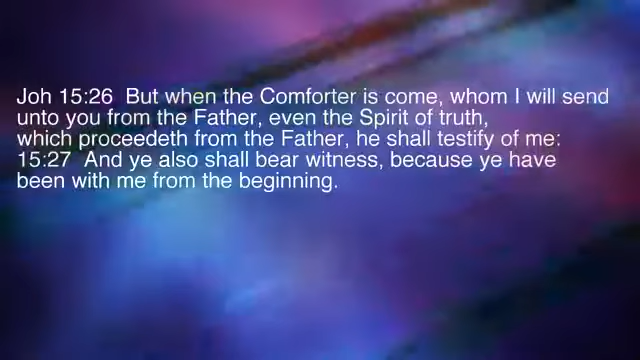 Joh 15:26  But when the Comforter is come, whom I will send
unto you from the Father, even the Spirit of truth,
which proceedeth from the Father, he shall testify of me:
15:27  And ye also shall bear witness, because ye have
been with me from the beginning.